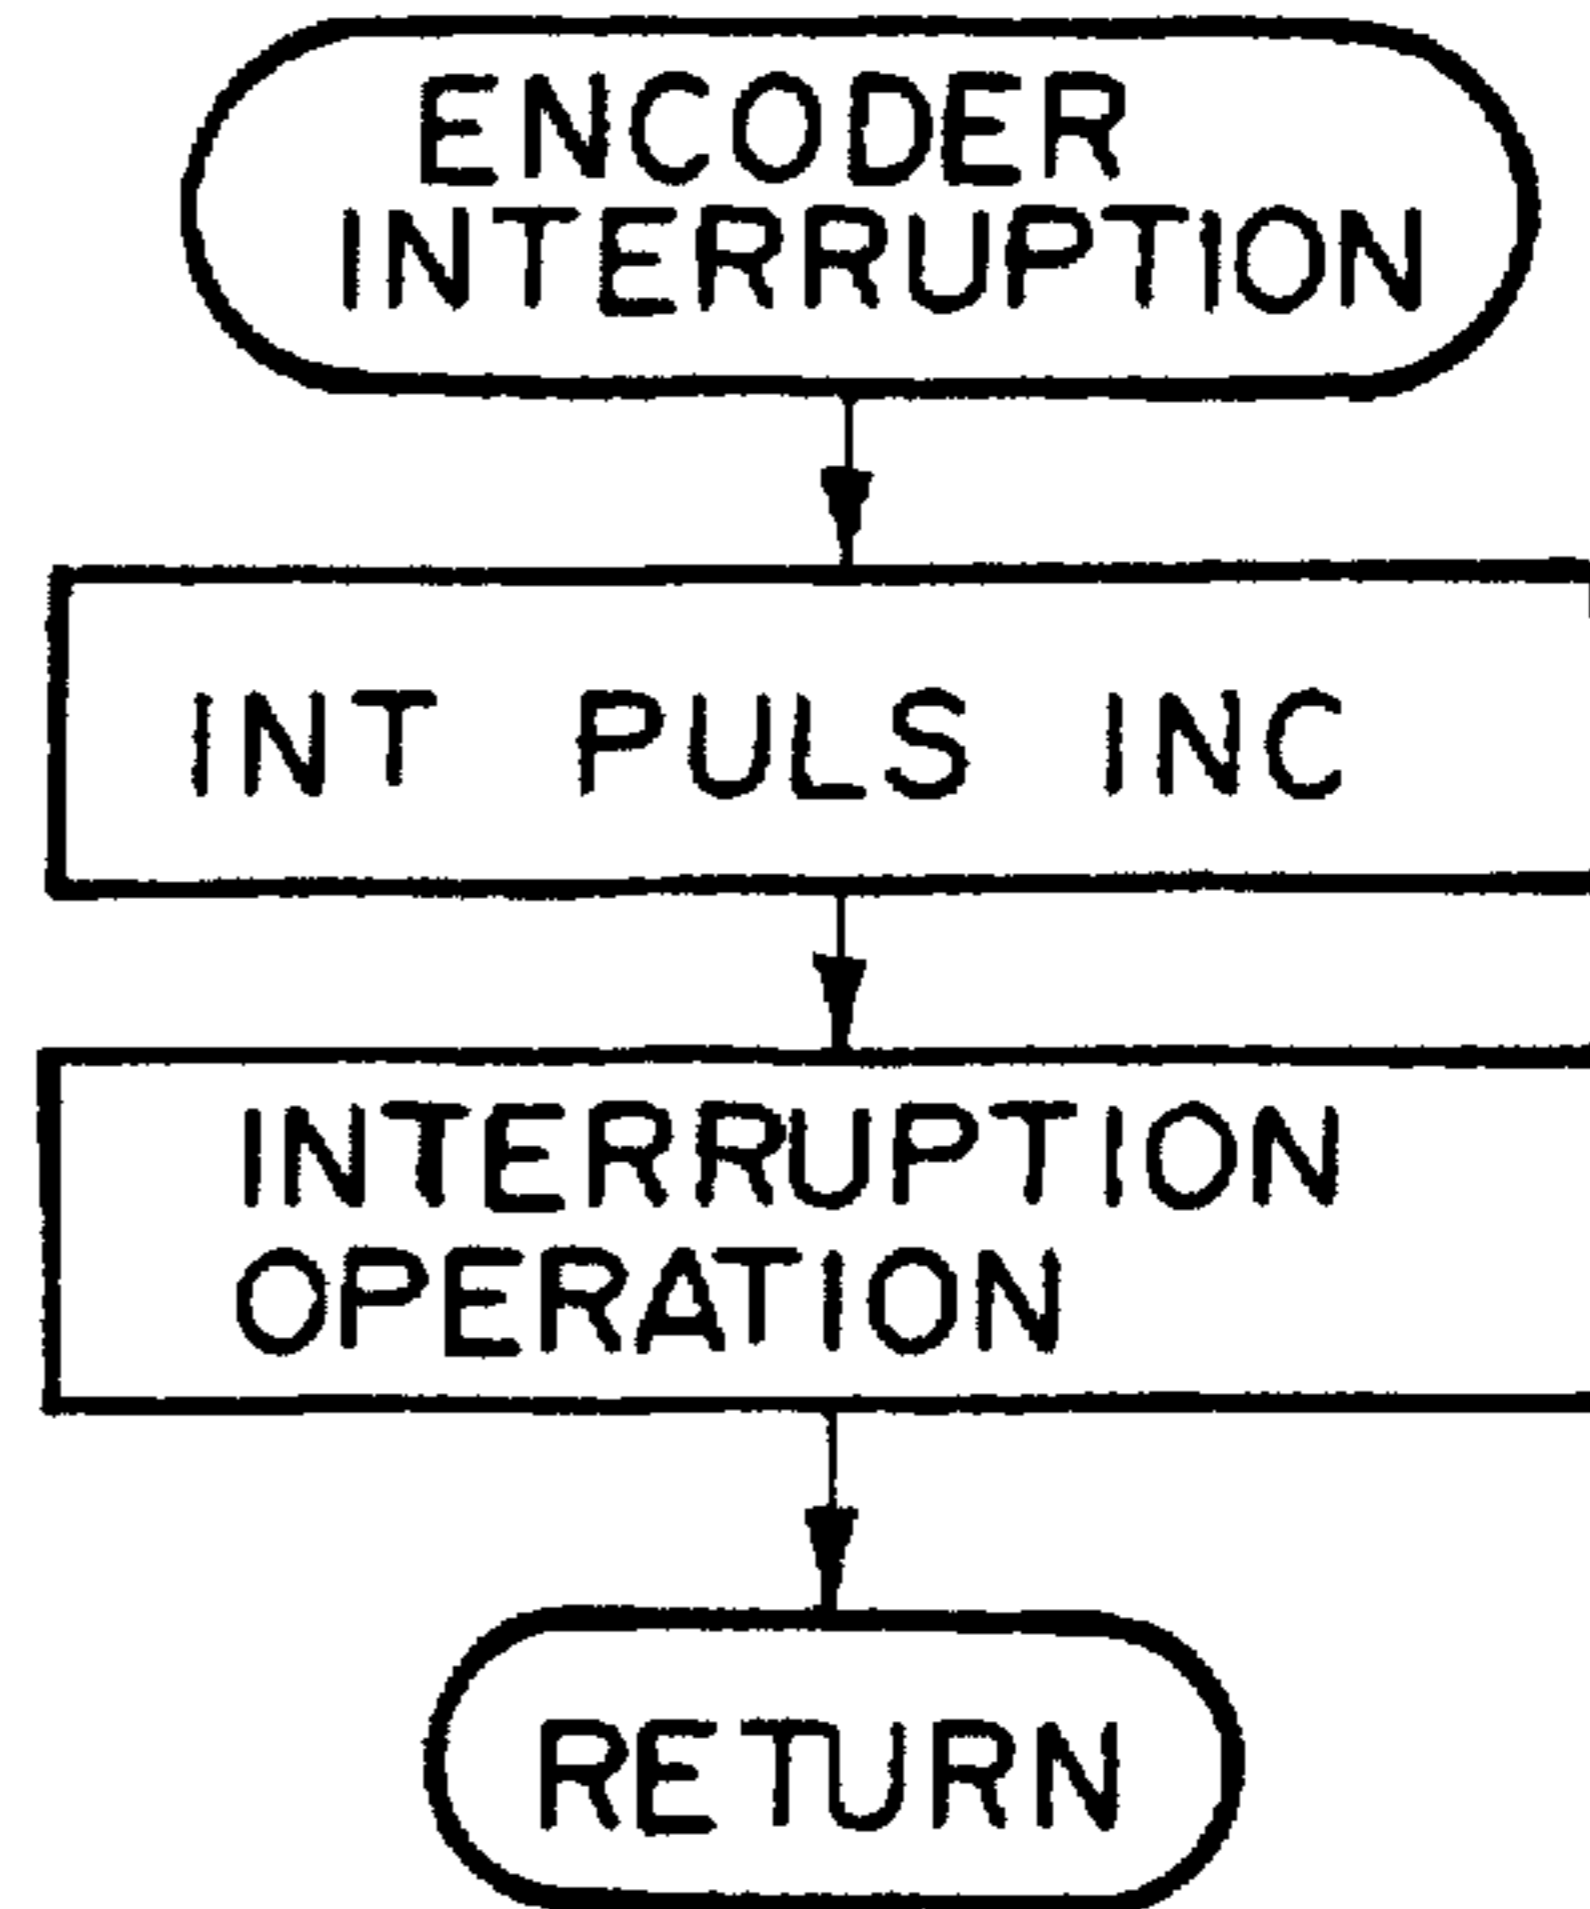 ENCODER
INTERRUPTION
INT PULS INC
INTERRUPTION
OPERATION
RETURN